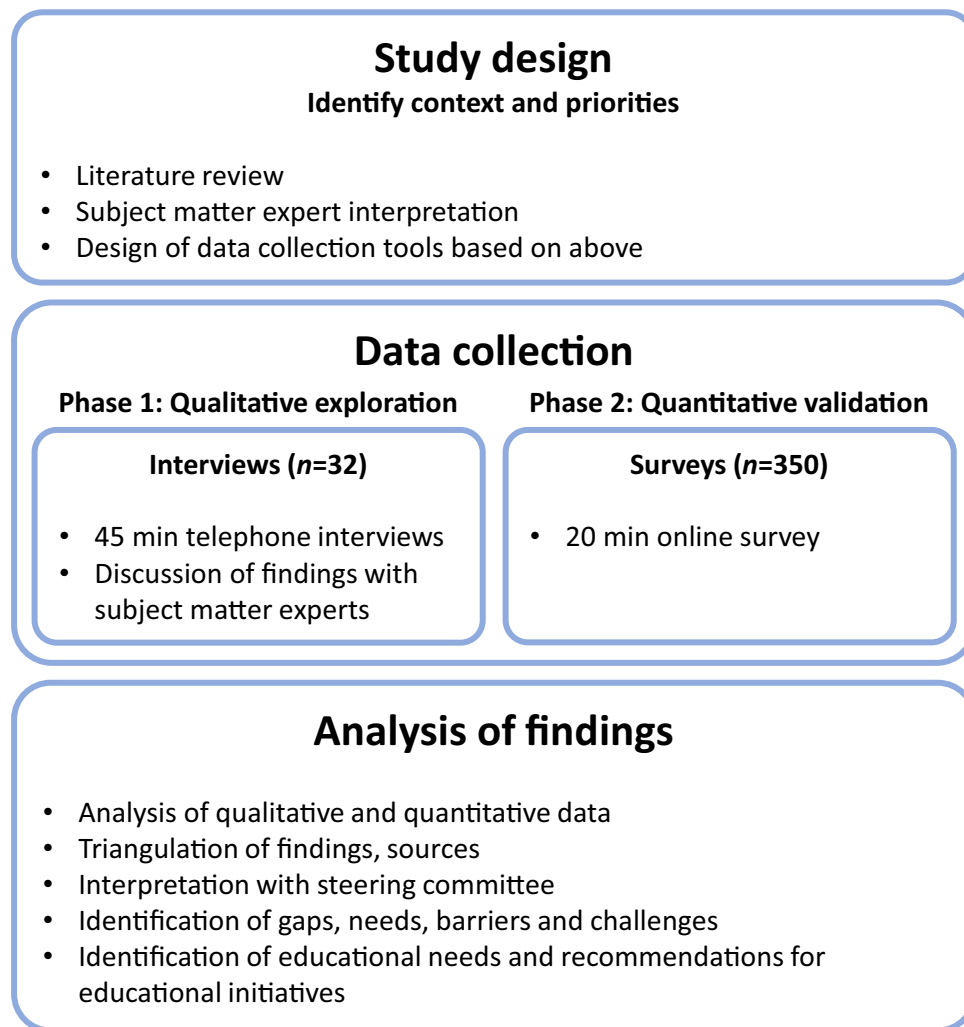 Study design
Identify context and priorities
• Literature review
• Subject matter expert interpretation
• Design of data collection tools based on above
Data collection
Phase 1: Qualitative exploration
Interviews (n=32)
• 45 min telephone interviews
• Discussion of findings with
subject matter experts
Phase 2: Quantitative validation
Surveys (n=350)
• 20 min online survey
Analysis of findings
• Analysis of qualitative and quantitative data
• Triangulation of findings, sources
• Interpretation with steering committee
• Identification of gaps, needs, barriers and challenges
• Identification of educational needs and recommendations for
educational initiatives